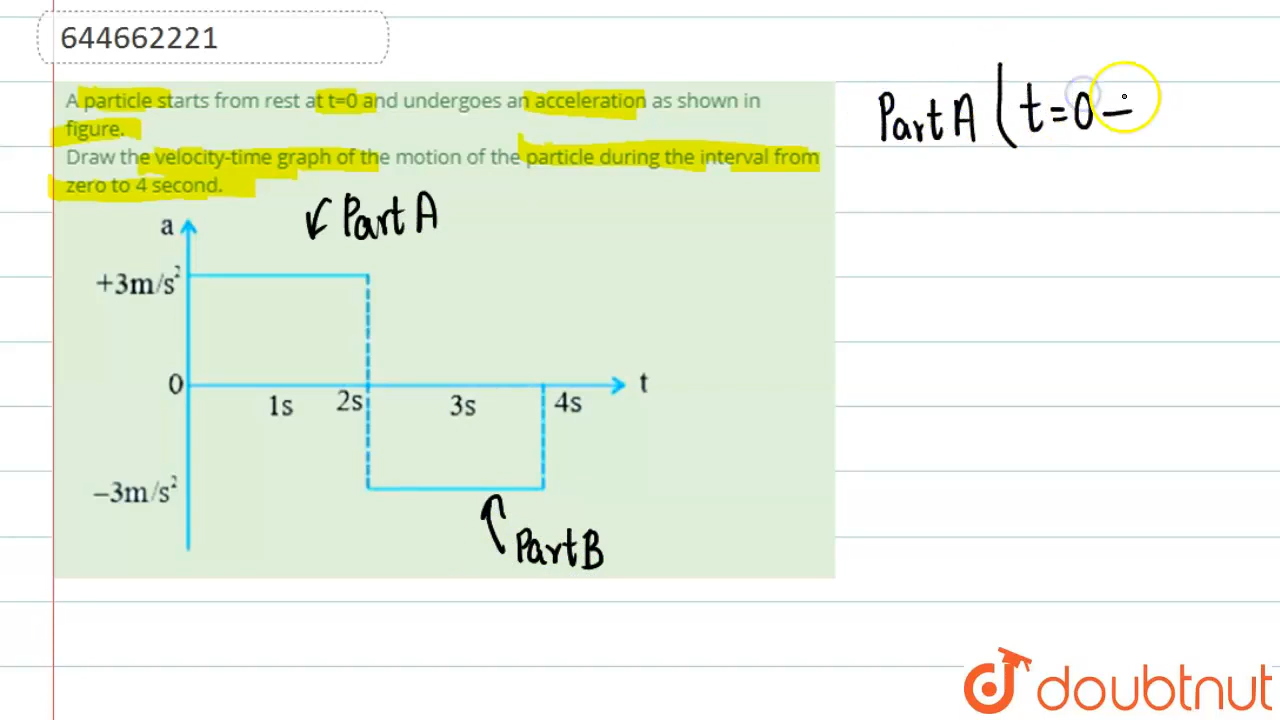 644662221
A particle starts from rest at t=0 and undergoes an acceleration as shown in
figure.
Draw the velocity-time graph of the motion of the particle during the interval from
zero to 4 second.
Part A (t=0-
Part A
a
+3m/s²
0
1s 2s 3s 4s
t
-3m/s²
Part B
doubtnut